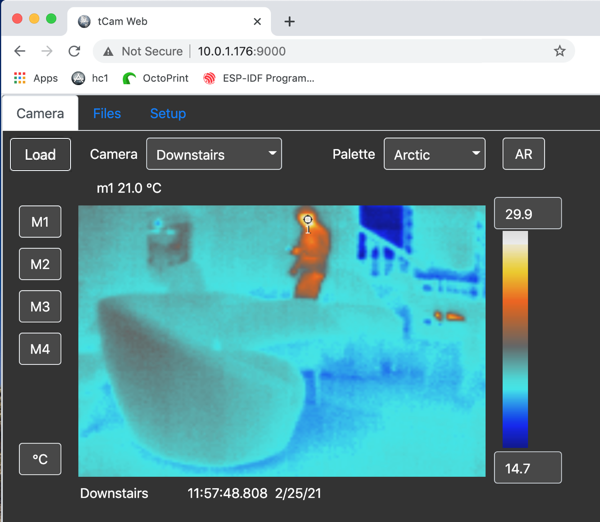 tCam Web
Not Secure | 10.0.1.176:9000
Apps hc1 OctoPrint ESP-IDF Program...
Camera Files Setup
Load Camera Downstairs Palette Arctic AR
m1 21.0 °C
29.9
M1
1
M2
M3
M4
°C
14.7
Downstairs 11:57:48.808 2/25/21